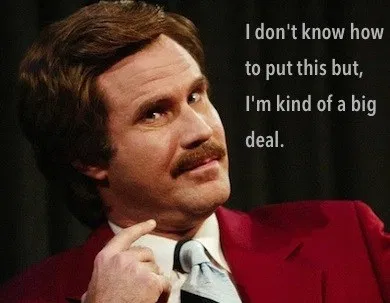 I don't know how
to put this but,
I'm kind of a big
deal.